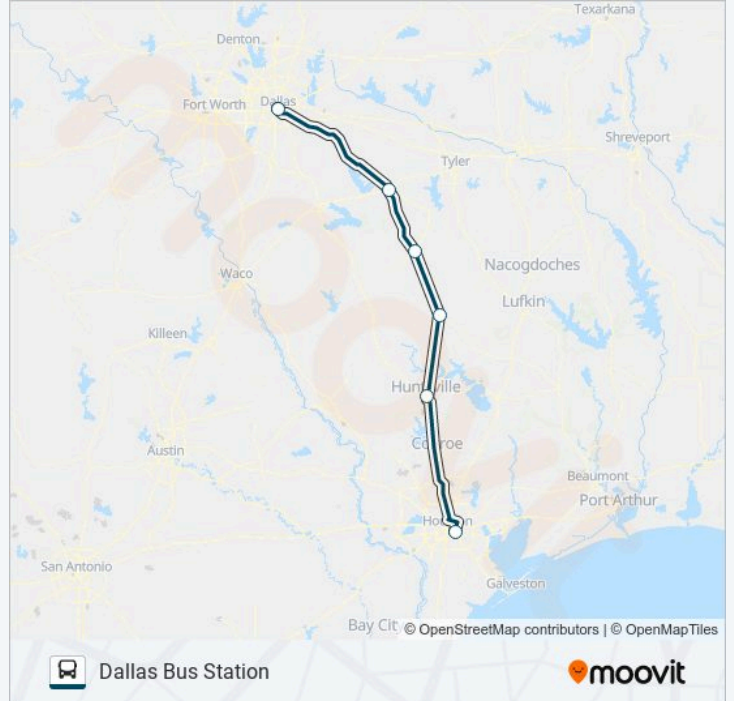 Texarkana
Denton
Fort Worth
Dallas
Shreveport
Tyler
Nacogdoches
Waco
Lufkin
Killeen
Huntsville
Conroe
Austin
Beaumont
Port Arthur
Houston
San Antonio
Galveston
Bay City
© OpenStreetMap contributors | © OpenMapTiles
Dallas Bus Station
moovit